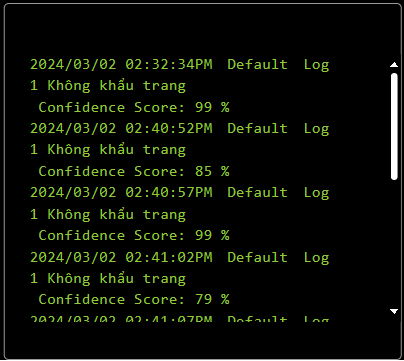 2024/03/02 02:32:34PM Default Log
1 Không khẩu trang
Confidence Score: 99 %
2024/03/02 02:40:52PM Default Log
1 Không khẩu trang
Confidence Score: 85 %
2024/03/02 02:40:57PM Default Log
1 Không khẩu trang
Confidence Score: 99 %
2024/03/02 02:41:02PM Default Log
1 Không khẩu trang
Confidence Score: 79 %
2024/03/02 02:41:07PM Default Log